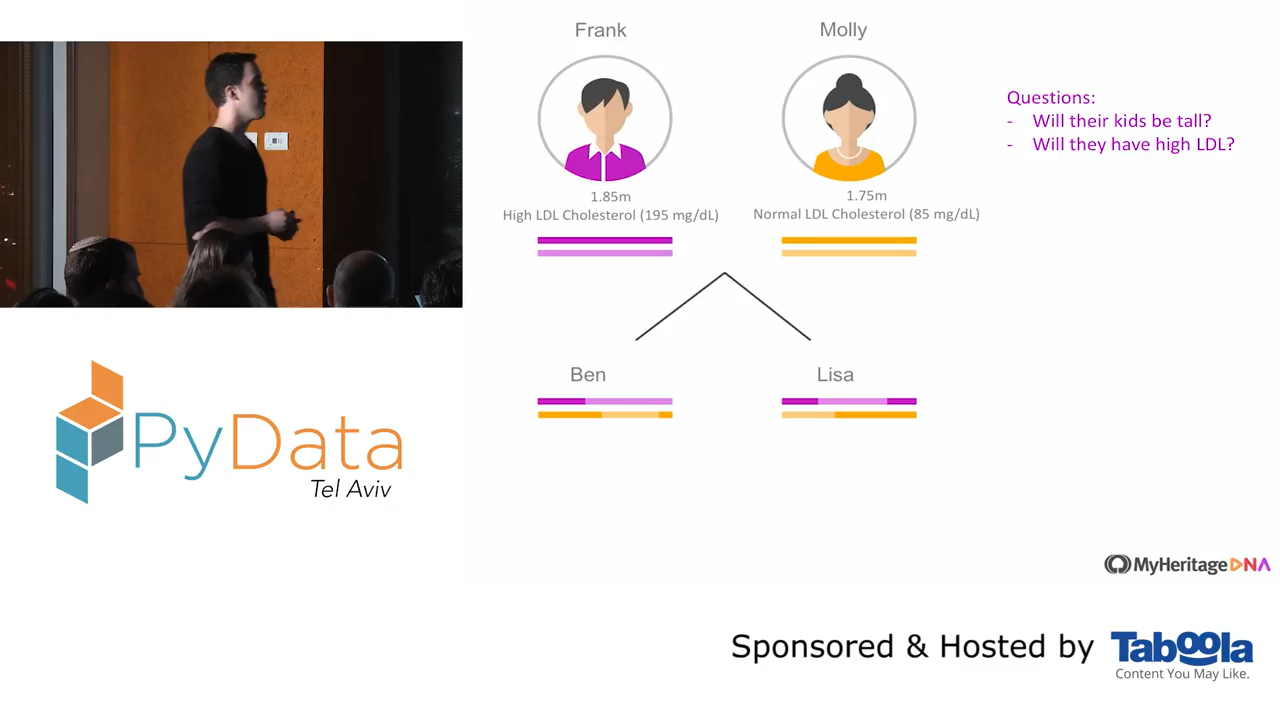 Frank
Molly
Questions:
- Will their kids be tall?
- Will they have high LDL?
1.85m
1.75m
High LDL Cholesterol (195 mg/dL)
Normal LDL Cholesterol (85 mg/dL)
Ben
Lisa
PyData
Tel Aviv
MyHeritage DNA
Sponsored & Hosted by Taboola
Content You May Like.